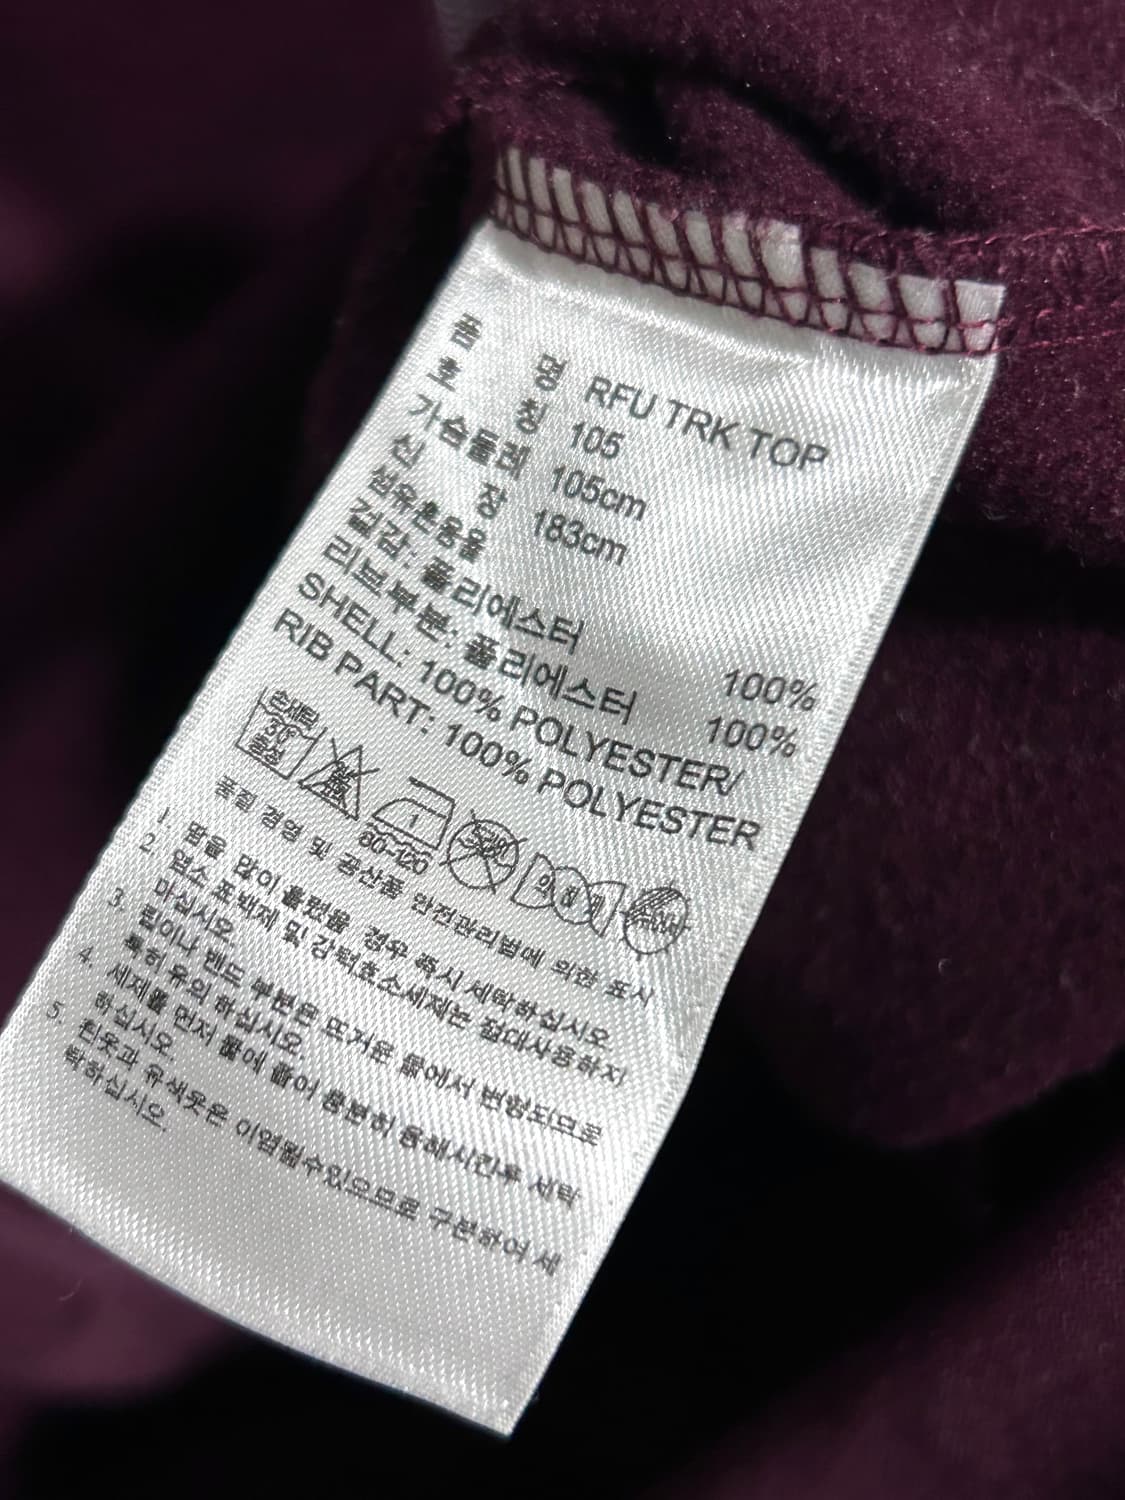 품 명 RFU TRK TOP
호 칭 105
가슴둘레 105cm
신 장 183cm
섬유혼용율
겉감: 폴리에스터 100%
리브부분: 폴리에스터 100%
SHELL: 100% POLYESTER/
RIB PART: 100% POLYESTER
손세탁
30°
중성
1
80-120
품질 경영 및 공산품 안전관리법에 의한 표시
1. 땀을 많이 흘렸을 경우 즉시 세탁하십시오.
2. 염소 표백제 및 강력효소세제는 절대사용하지
마십시오.
3. 립이나 밴드 부분은 뜨거운 물에서 변형되므로
특히 유의 하십시오.
4. 세제를 먼저 물에 풀어 충분히 용해시킨후 세탁
하십시오.
5. 흰옷과 유색옷은 이염될수있으므로 구분하여 세
탁하십시오.